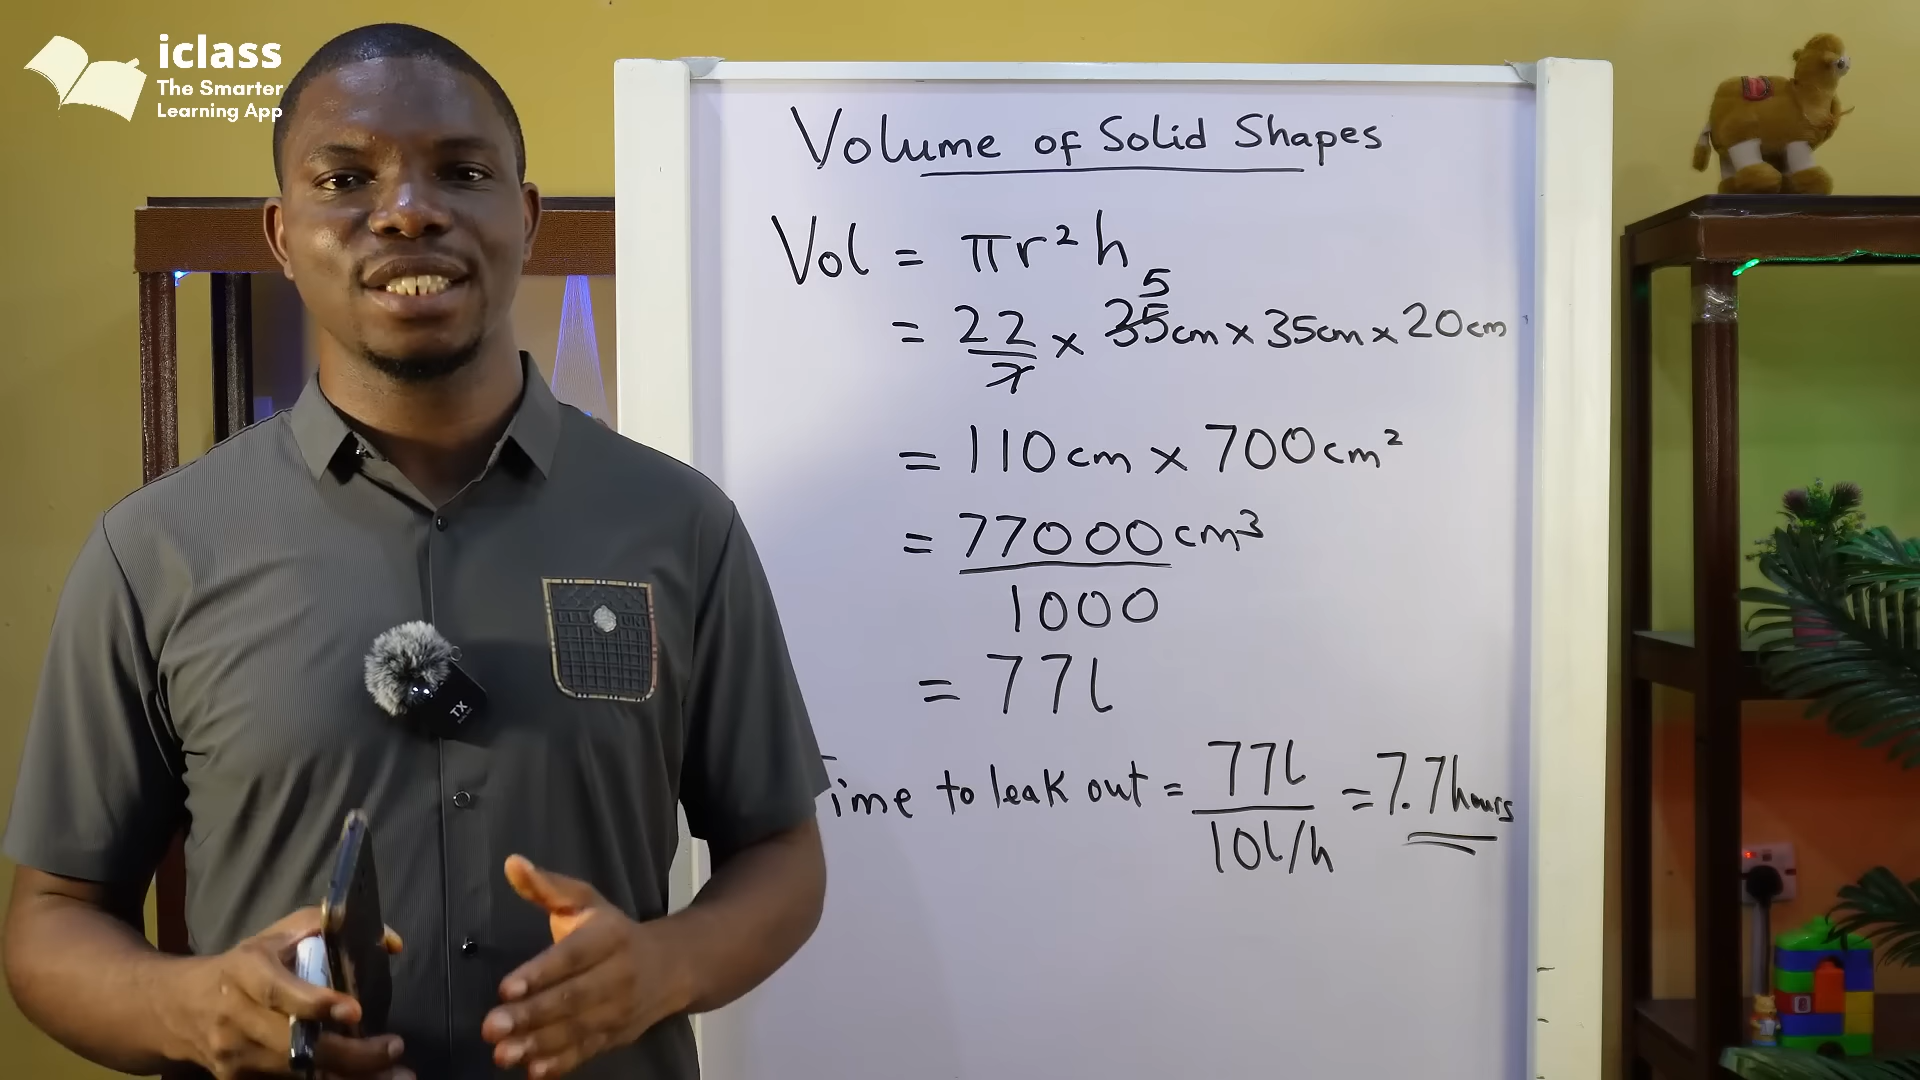 iclass
The Smarter
Learning App
Volume of Solid Shapes
Vol = πr²h
5
= 22/7 × 35cm × 35cm × 20cm
= 110cm × 700cm²
= 77000cm³
1000
= 77l
Time to leak out = 77l/10l/h = 7.7hours
TX